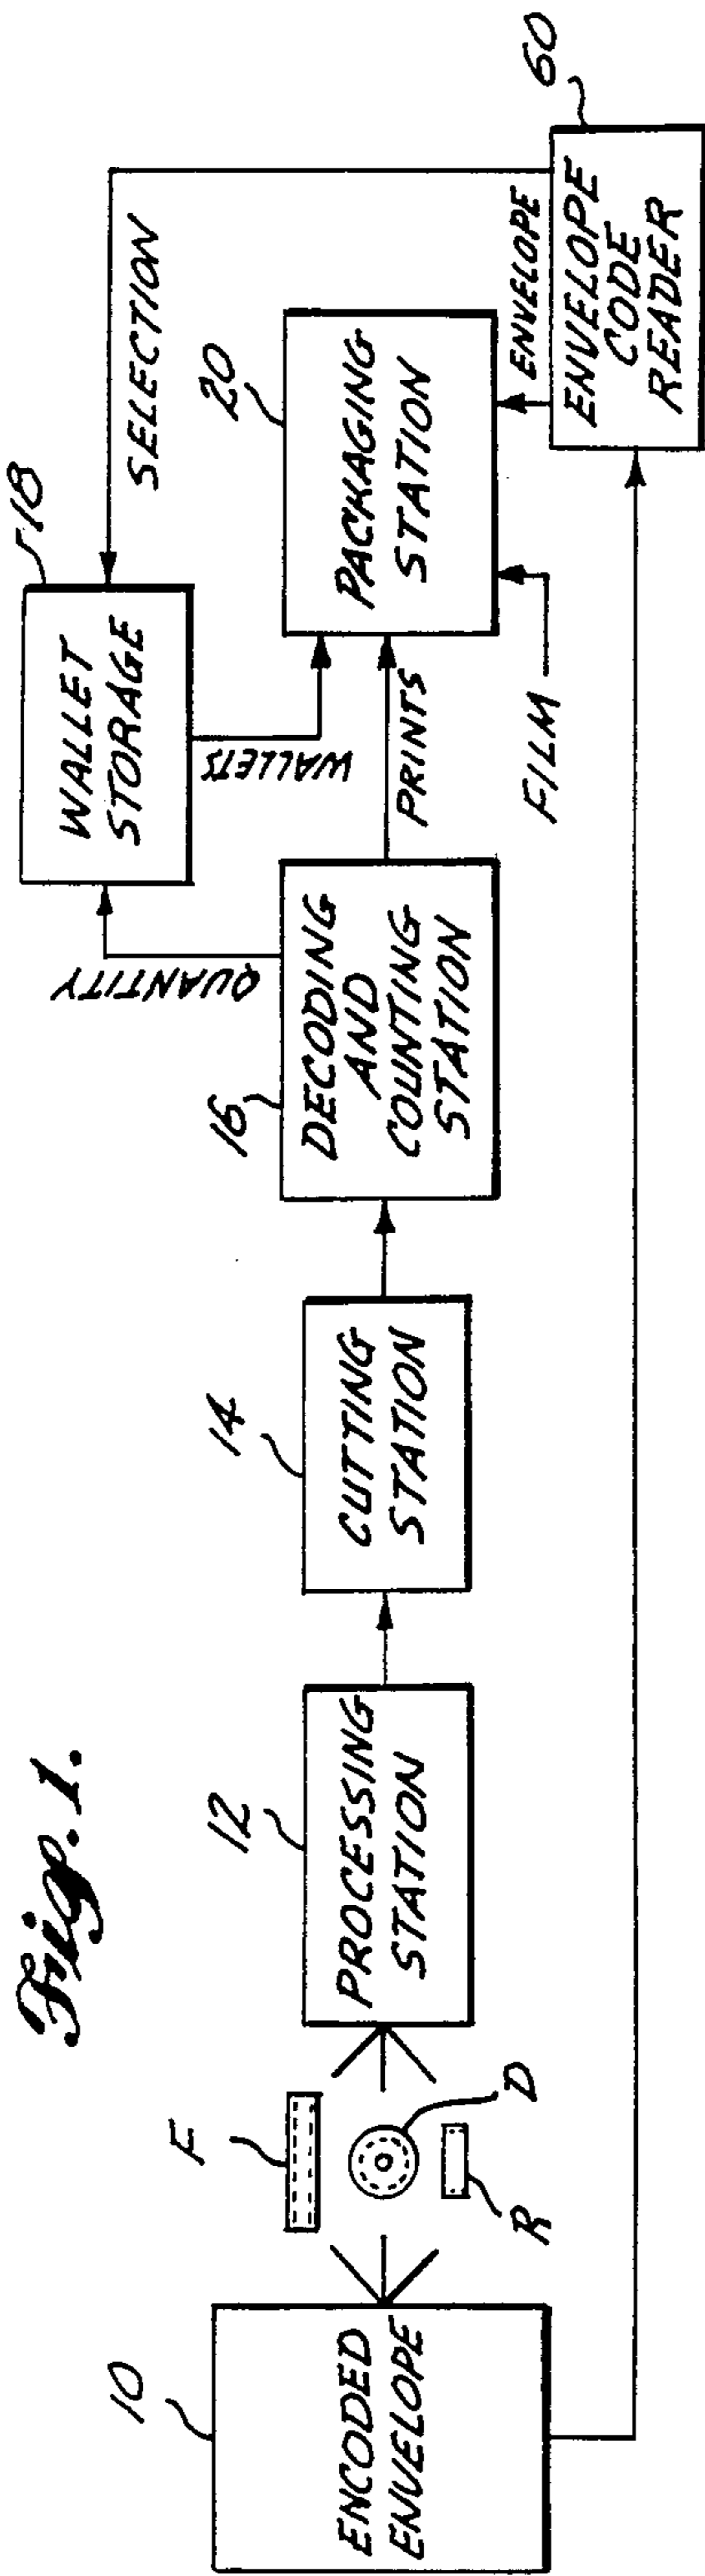 Fig. 1.
10
ENCODED
ENVELOPE
F
D
R
12
PROCESSING
STATION
14
CUTTING
STATION
16
DECODING
AND
COUNTING
STATION
QUANTITY
PRINTS
18
WALLET
STORAGE
WALLETS
SELECTION
20
PACKAGING
STATION
FILM
ENVELOPE
60
ENVELOPE
CODE
READER